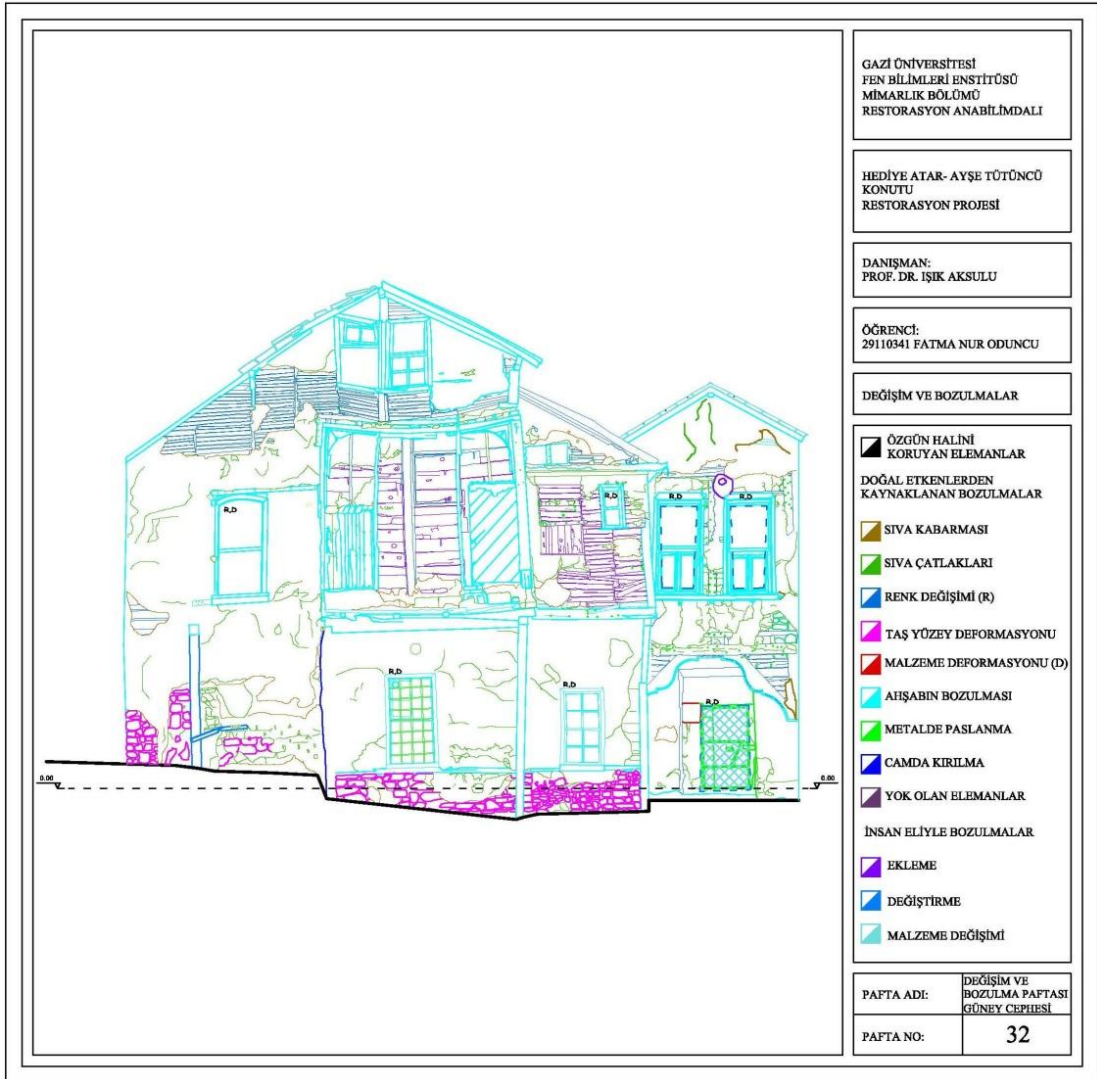 GAZİ ÜNİVERSİTESİ
FEN BİLİMLERİ ENSTİTÜSÜ
MİMARLIK BÖLÜMÜ
RESTORASYON ANABİLİMDALI
HEDİYE ATAR- AYŞE TÜTÜNCÜ
KONUTU
RESTORASYON PROJESİ
DANIŞMAN:
PROF. DR. IŞIK AKSULU
ÖĞRENCİ:
29110341 FATMA NUR ODUNCU
DEĞİŞİM VE BOZULMALAR
ÖZGÜN HALİNİ
KORUYAN ELEMANLAR
DOĞAL ETKENLERDEN
KAYNAKLANAN BOZULMALAR
SIVA KABARMASI
SIVA ÇATLAKLARI
RENK DEĞİŞİMİ (R)
TAŞ YÜZEY DEFORMASYONU
MALZEME DEFORMASYONU (D)
AHŞABIN BOZULMASI
METALDE PASLANMA
CAMDA KIRILMA
YOK OLAN ELEMANLAR
İNSAN ELİYLE BOZULMALAR
EKLEME
DEĞİŞTİRME
MALZEME DEĞİŞİMİ
PAFTA ADI:
DEĞİŞİM VE
BOZULMA PAFTASI
GÜNEY CEPHESİ
PAFTA NO:
32
R,D
R,D
R,D
R,D
R,D
R,D
R,D
0.00
0.00